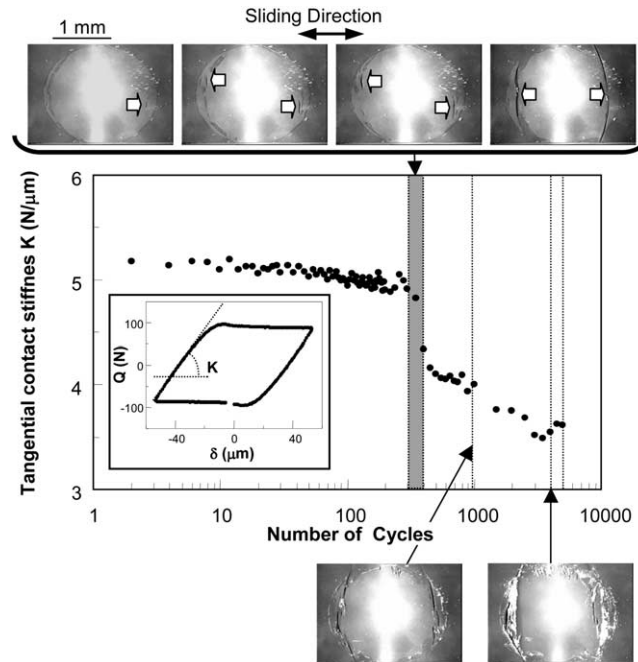 Sliding Direction
1 mm
Tangential contact stiffnes K (N/μm)
6
5
4
3
1
10
100
1000
10000
Number of Cycles
Q (N)
100
0
-100
K
-40
0
40
δ (μm)